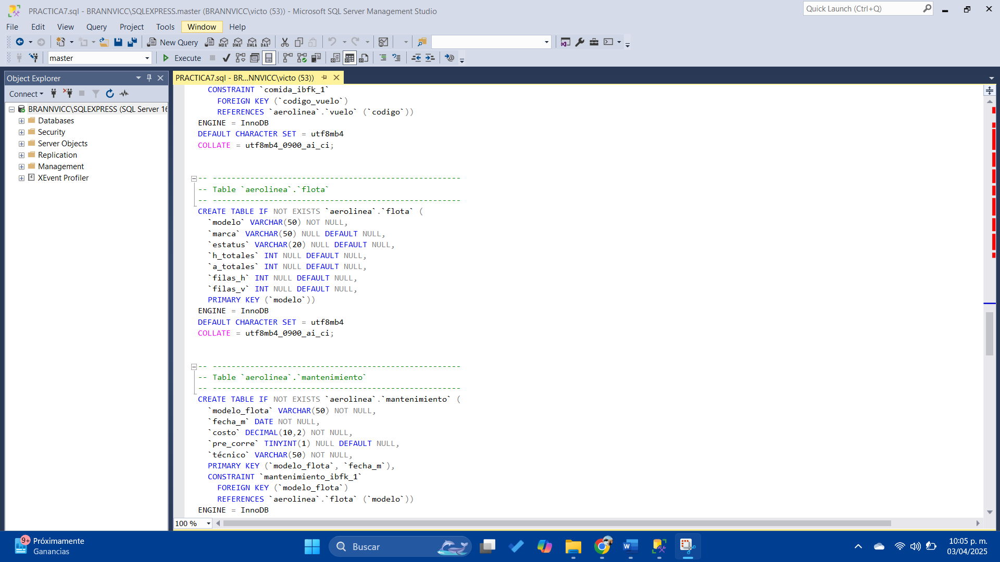 PRACTICA7.sql - BRANNVICC\SQLEXPRESS.master (BRANNVICC\victo (53)) - Microsoft SQL Server Management Studio
Quick Launch (Ctrl+Q)
File Edit View Query Project Tools Window Help
New Query MDX DMX XMLA DAX
master Execute
Object Explorer
PRACTICA7.sql - BR...NNVICC\victo (53))
Connect
BRANNVICC\SQLEXPRESS (SQL Server 16
Databases
Security
Server Objects
Replication
Management
XEvent Profiler
CONSTRAINT `comida_ibfk_1`
FOREIGN KEY (`codigo_vuelo`)
REFERENCES `aerolinea`.`vuelo` (`codigo`))
ENGINE = InnoDB
DEFAULT CHARACTER SET = utf8mb4
COLLATE = utf8mb4_0900_ai_ci;
-- -----------------------------------------------------
-- Table `aerolinea`.`flota`
-- -----------------------------------------------------
CREATE TABLE IF NOT EXISTS `aerolinea`.`flota` (
`modelo` VARCHAR(50) NOT NULL,
`marca` VARCHAR(50) NULL DEFAULT NULL,
`estatus` VARCHAR(20) NULL DEFAULT NULL,
`h_totales` INT NULL DEFAULT NULL,
`a_totales` INT NULL DEFAULT NULL,
`filas_h` INT NULL DEFAULT NULL,
`filas_v` INT NULL DEFAULT NULL,
PRIMARY KEY (`modelo`))
ENGINE = InnoDB
DEFAULT CHARACTER SET = utf8mb4
COLLATE = utf8mb4_0900_ai_ci;
-- -----------------------------------------------------
-- Table `aerolinea`.`mantenimiento`
-- -----------------------------------------------------
CREATE TABLE IF NOT EXISTS `aerolinea`.`mantenimiento` (
`modelo_flota` VARCHAR(50) NOT NULL,
`fecha_m` DATE NOT NULL,
`costo` DECIMAL(10,2) NOT NULL,
`pre_corre` TINYINT(1) NULL DEFAULT NULL,
`técnico` VARCHAR(50) NOT NULL,
PRIMARY KEY (`modelo_flota`, `fecha_m`),
CONSTRAINT `mantenimiento_ibfk_1`
FOREIGN KEY (`modelo_flota`)
REFERENCES `aerolinea`.`flota` (`modelo`))
ENGINE = InnoDB
100 %
9+
Próximamente
Ganancias
Buscar
10:05 p. m.
03/04/2025